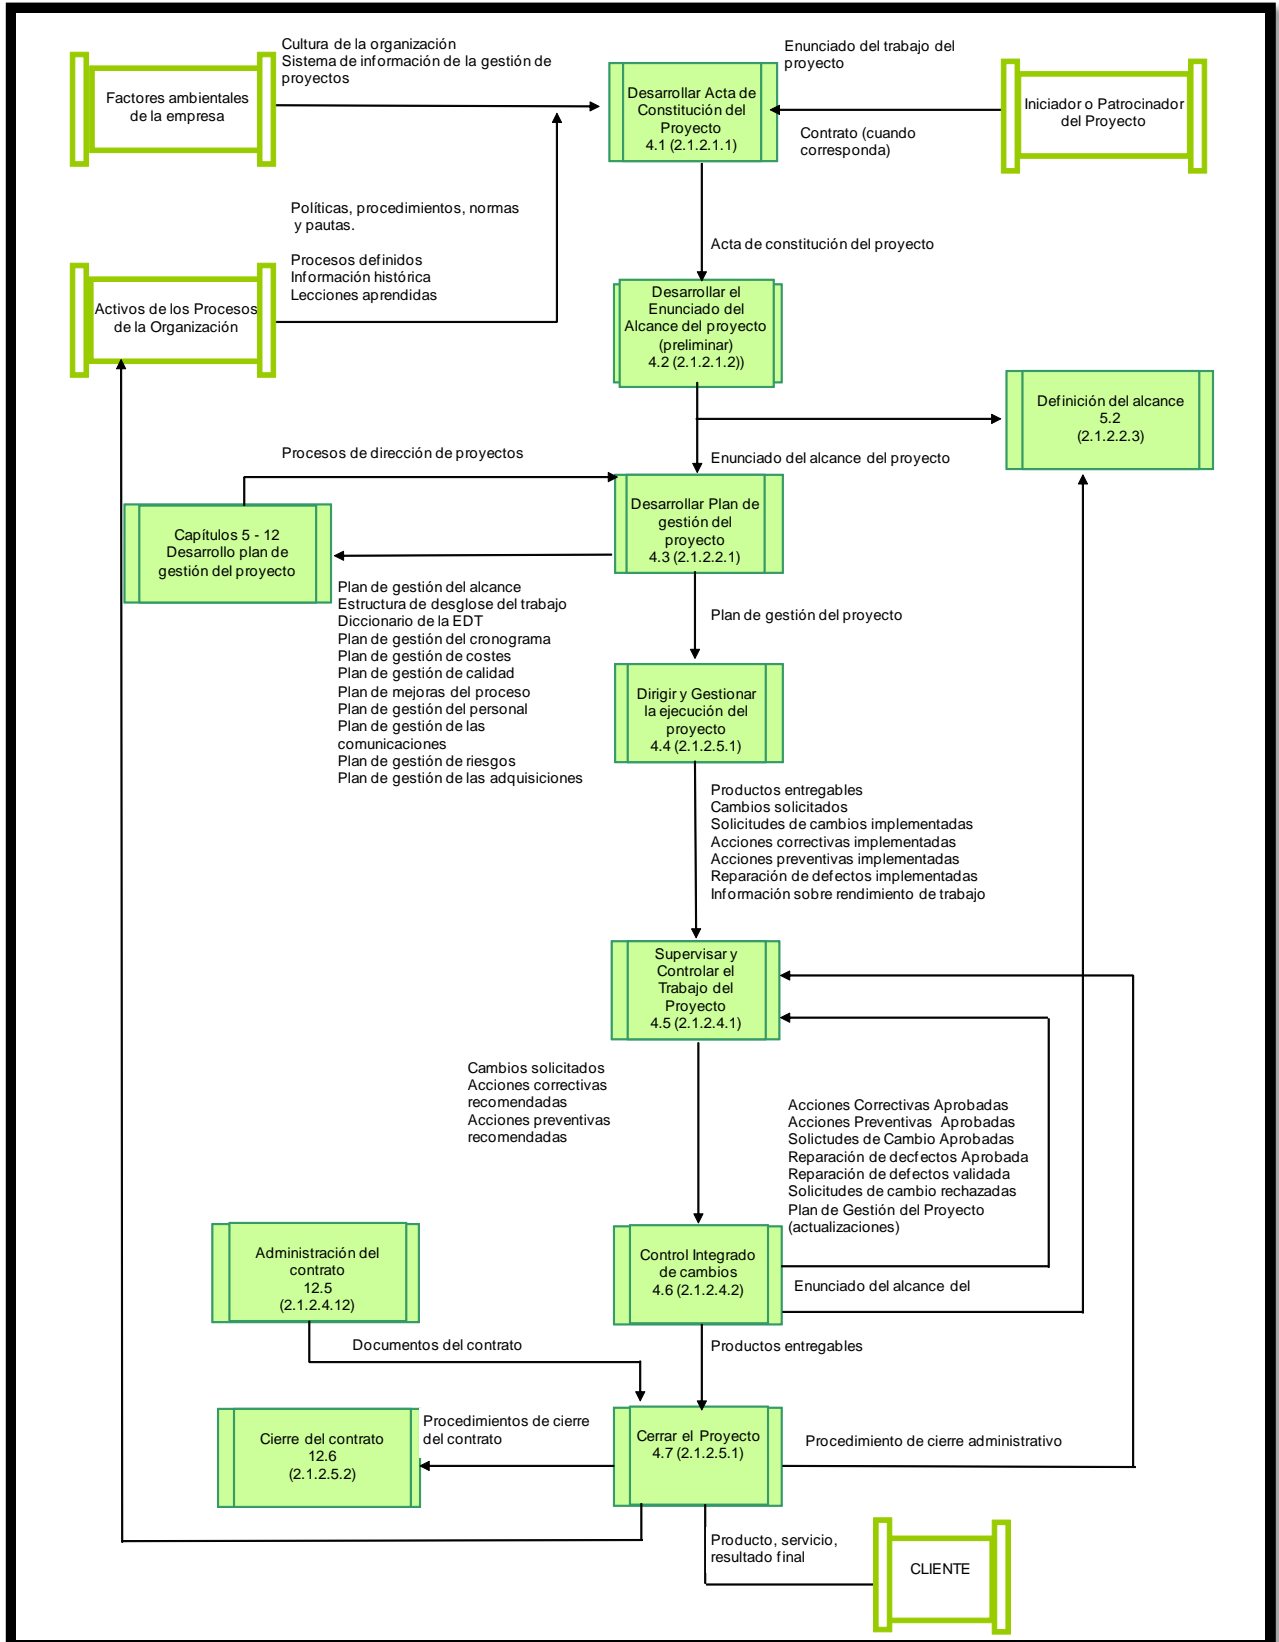 Cultura de la organización
Sistema de información de la gestión de
proyectos
Enunciado del trabajo del
proyecto
Factores ambientales
de la empresa
Desarrollar Acta de
Constitución del
Proyecto
4.1 (2.1.2.1.1)
Iniciador o Patrocinador
del Proyecto
Contrato (cuando
corresponda)
Políticas, procedimientos, normas
y pautas.
Procesos definidos
Información histórica
Lecciones aprendidas
Acta de constitución del proyecto
Activos de los Procesos
de la Organización
Desarrollar el
Enunciado del
Alcance del proyecto
(preliminar)
4.2 (2.1.2.1.2))
Definición del alcance
5.2
(2.1.2.2.3)
Procesos de dirección de proyectos
Enunciado del alcance del proyecto
Desarrollar Plan de
gestión del
proyecto
4.3 (2.1.2.2.1)
Capítulos 5 - 12
Desarrollo plan de
gestión del proyecto
Plan de gestión del alcance
Estructura de desglose del trabajo
Diccionario de la EDT
Plan de gestión del cronograma
Plan de gestión de costes
Plan de gestión de calidad
Plan de mejoras del proceso
Plan de gestión del personal
Plan de gestión de las
comunicaciones
Plan de gestión de riesgos
Plan de gestión de las adquisiciones
Plan de gestión del proyecto
Dirigir y Gestionar
la ejecución del
proyecto
4.4 (2.1.2.5.1)
Productos entregables
Cambios solicitados
Solicitudes de cambios implementadas
Acciones correctivas implementadas
Acciones preventivas implementadas
Reparación de defectos implementadas
Información sobre rendimiento de trabajo
Supervisar y
Controlar el
Trabajo del
Proyecto
4.5 (2.1.2.4.1)
Cambios solicitados
Acciones correctivas
recomendadas
Acciones preventivas
recomendadas
Acciones Correctivas Aprobadas
Acciones Preventivas Aprobadas
Solictudes de Cambio Aprobadas
Reparación de decfectos Aprobada
Reparación de defectos validada
Solicitudes de cambio rechazadas
Plan de Gestión del Proyecto
(actualizaciones)
Administración del
contrato
12.5
(2.1.2.4.12)
Control Integrado
de cambios
4.6 (2.1.2.4.2)
Enunciado del alcance del
Documentos del contrato
Productos entregables
Cierre del contrato
12.6
(2.1.2.5.2)
Procedimientos de cierre
del contrato
Cerrar el Proyecto
4.7 (2.1.2.5.1)
Procedimiento de cierre administrativo
Producto, servicio,
resultado final
CLIENTE